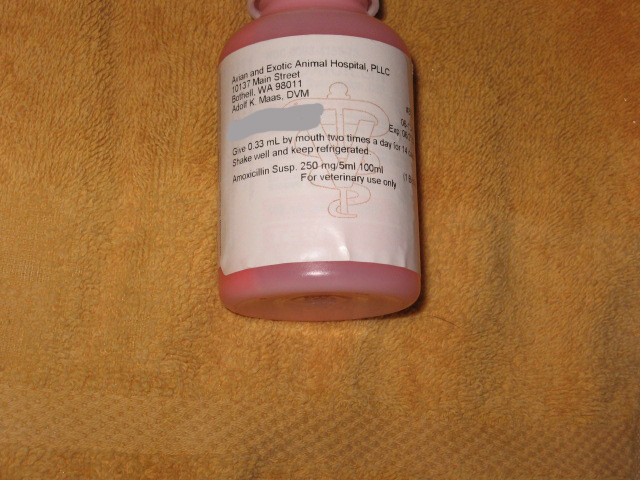 Avian and Exotic Animal Hospital, PLLC
10137 Main Street
Bothell, WA 98011
Adolf K. Maas, DVM
Exp:
Give 0.33 mL by mouth two times a day for 14
Shake well and keep refrigerated
Amoxicillin Susp. 250 mg/5ml 100ml
For veterinary use only